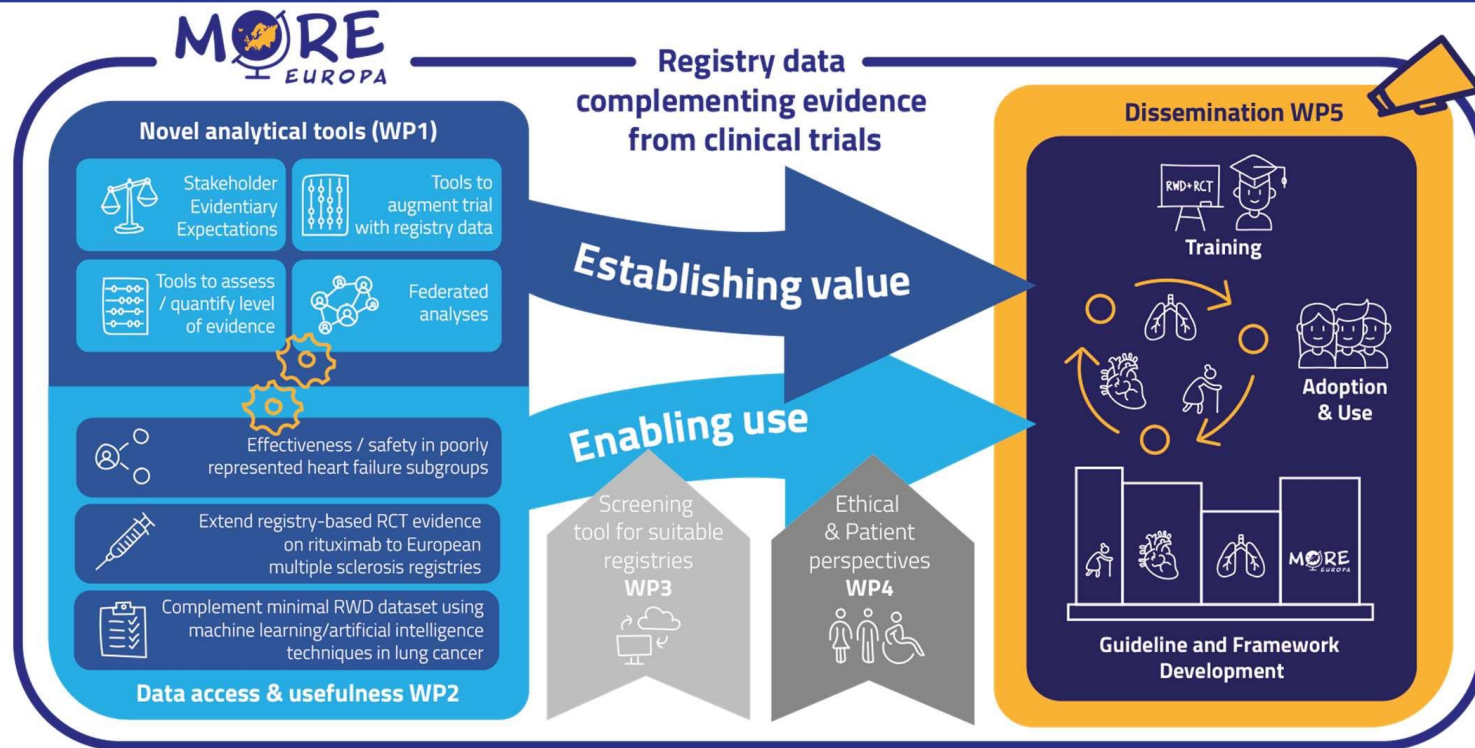 MORE
EUROPA
Registry data
complementing evidence
from clinical trials
Novel analytical tools (WP1)
Stakeholder
Evidentiary
Expectations
Tools to
augment trial
with registry data
Tools to assess
/ quantify level
of evidence
Federated
analyses
Effectiveness / safety in poorly
represented heart failure subgroups
Extend registry-based RCT evidence
on rituximab to European
multiple sclerosis registries
Complement minimal RWD dataset using
machine learning/artificial intelligence
techniques in lung cancer
Data access & usefulness WP2
Establishing value
Enabling use
Screening
tool for suitable
registries
WP3
Ethical
& Patient
perspectives
WP4
Dissemination WP5
RWD+RCT
Training
Adoption
& Use
MORE
EUROPA
Guideline and Framework
Development